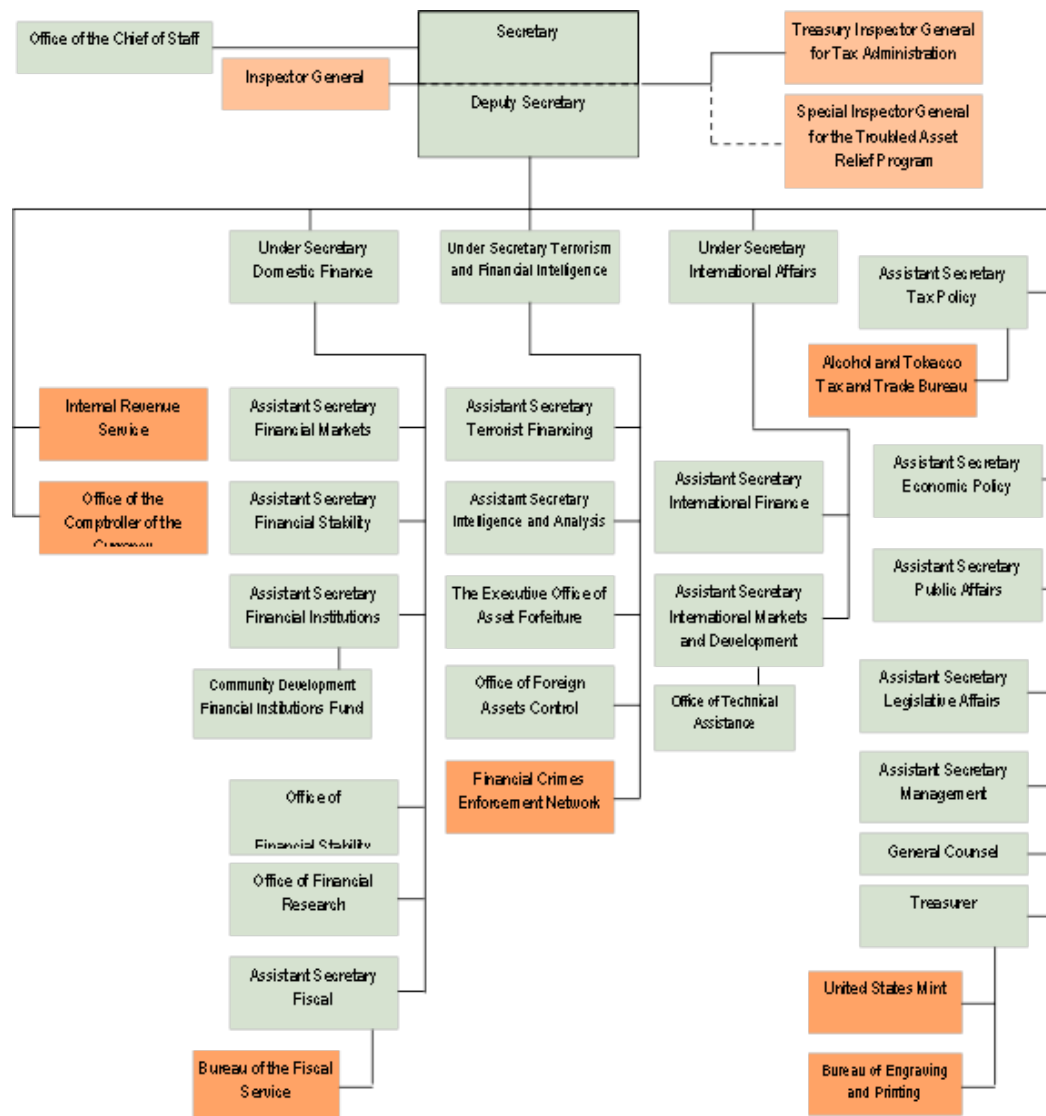 Office of the Chief of Staff
Secretary
Treasury Inspector General
for Tax Administration
Inspector General
Deputy Secretary
Special Inspector General
for the Troubled Asset
Relief Program
Under Secretary
Domestic Finance
Under Secretary Terrorism
and Financial Intelligence
Under Secretary
International Affairs
Assistant Secretary
Tax Policy
Alcohol and Tobacco
Tax and Trade Bureau
Internal Revenue
Service
Office of the
Comptroller of the
Currency
Assistant Secretary
Financial Markets
Assistant Secretary
Financial Stability
Assistant Secretary
Financial Institutions
Community Development
Financial Institutions Fund
Office of
Financial Stability
Office of Financial
Research
Assistant Secretary
Fiscal
Bureau of the Fiscal
Service
Assistant Secretary
Terrorist Financing
Assistant Secretary
Intelligence and Analysis
The Executive Office of
Asset Forfeiture
Office of Foreign
Assets Control
Financial Crimes
Enforcement Network
Assistant Secretary
International Finance
Assistant Secretary
International Markets
and Development
Office of Technical
Assistance
Assistant Secretary
Economic Policy
Assistant Secretary
Public Affairs
Assistant Secretary
Legislative Affairs
Assistant Secretary
Management
General Counsel
Treasurer
United States Mint
Bureau of Engraving
and Printing